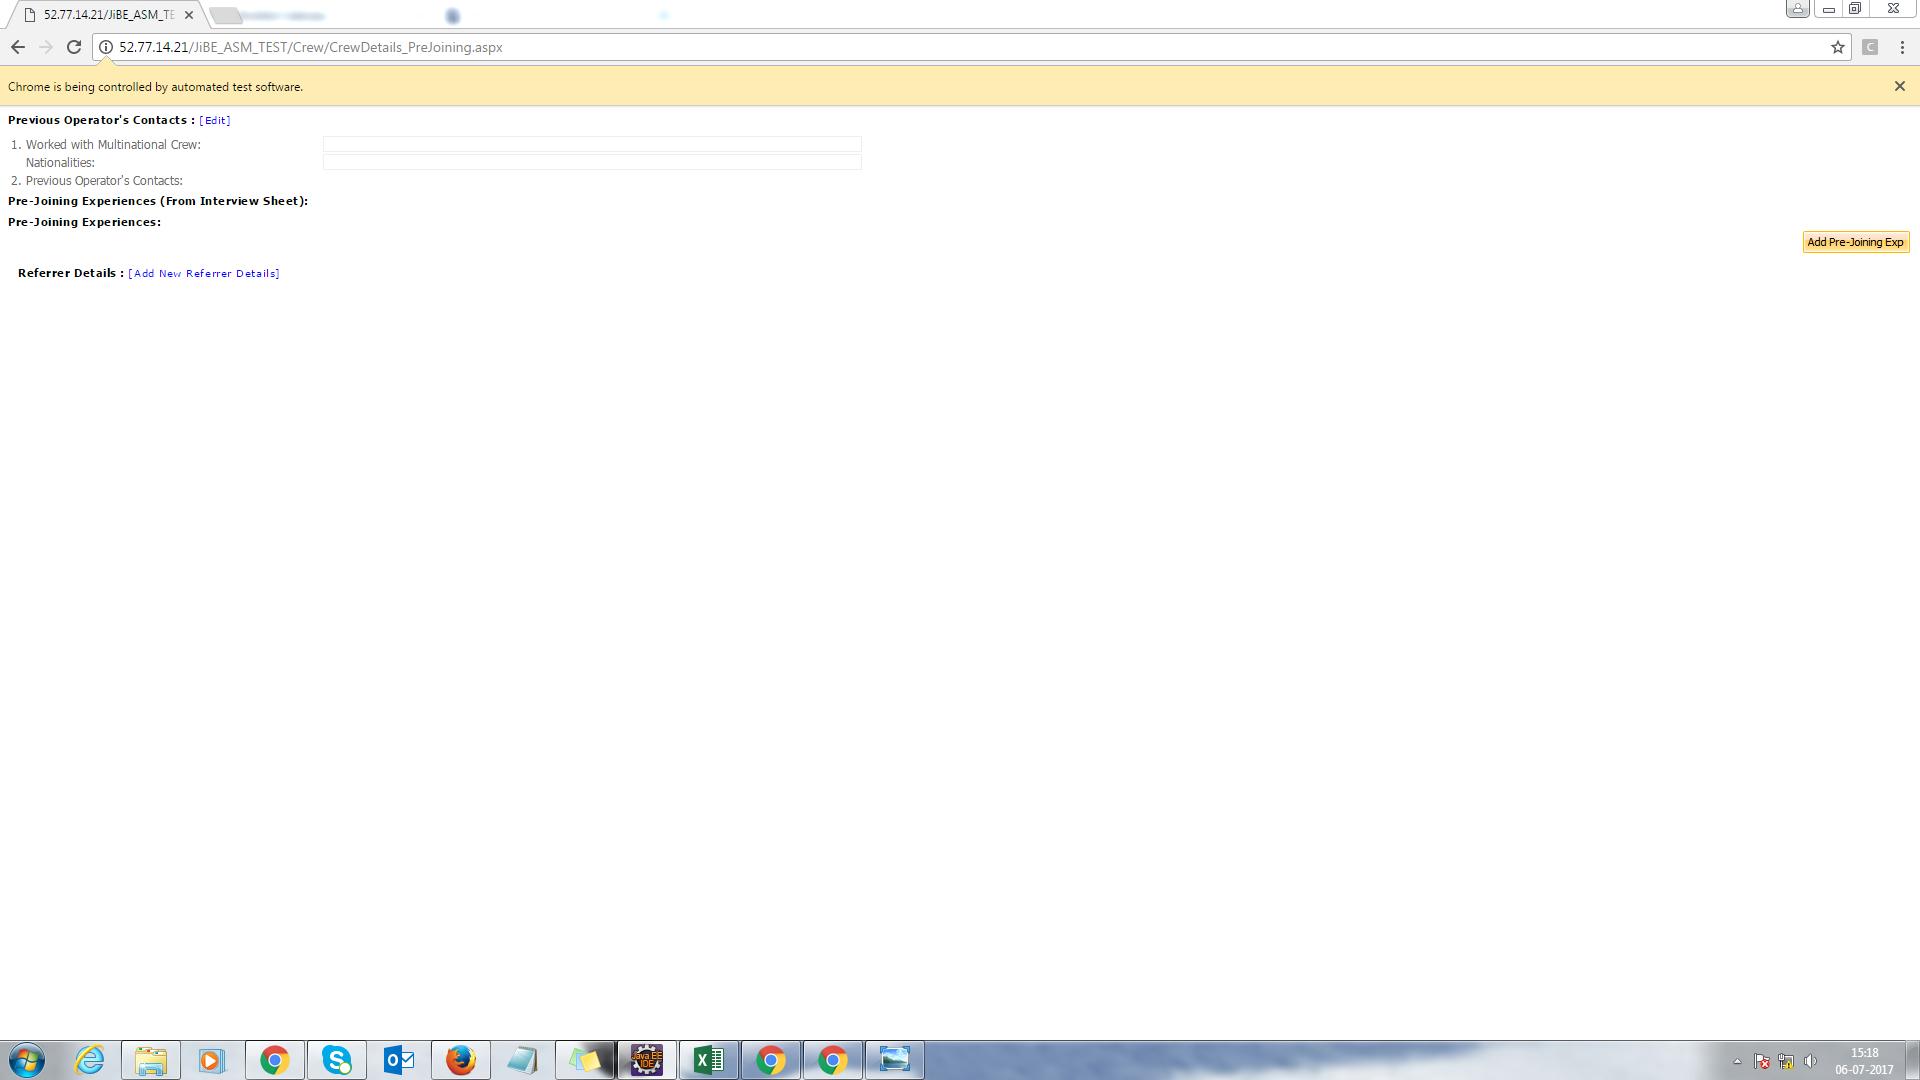 52.77.14.21/JiBE_ASM_TE
52.77.14.21/JiBE_ASM_TEST/Crew/CrewDetails_PreJoining.aspx
C
Chrome is being controlled by automated test software.
Previous Operator's Contacts : [Edit]
1. Worked with Multinational Crew:
Nationalities:
2. Previous Operator's Contacts:
Pre-Joining Experiences (From Interview Sheet):
Pre-Joining Experiences:
Add Pre-Joining Exp
Referrer Details : [Add New Referrer Details]
Java EE
IDE
15:18
06-07-2017